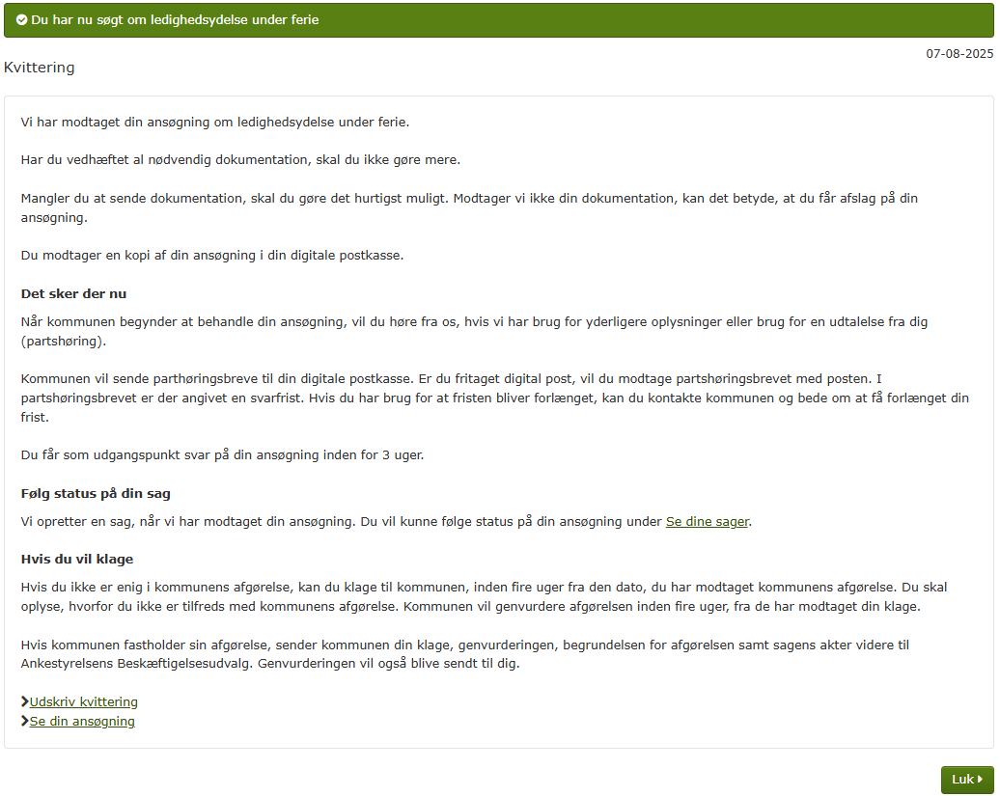 Du har nu søgt om ledighedsydelse under ferie
07-08-2025
Kvittering
Vi har modtaget din ansøgning om ledighedsydelse under ferie.
Har du vedhæftet al nødvendig dokumentation, skal du ikke gøre mere.
Mangler du at sende dokumentation, skal du gøre det hurtigst muligt. Modtager vi ikke din dokumentation, kan det betyde, at du får afslag på din
ansøgning.
Du modtager en kopi af din ansøgning i din digitale postkasse.
Det sker der nu
Når kommunen begynder at behandle din ansøgning, vil du høre fra os, hvis vi har brug for yderligere oplysninger eller brug for en udtalelse fra dig
(partshøring).
Kommunen vil sende parthøringsbreve til din digitale postkasse. Er du fritaget digital post, vil du modtage partshøringsbrevet med posten. I
partshøringsbrevet er der angivet en svarfrist. Hvis du har brug for at fristen bliver forlænget, kan du kontakte kommunen og bede om at få forlænget din
frist.
Du får som udgangspunkt svar på din ansøgning inden for 3 uger.
Følg status på din sag
Vi opretter en sag, når vi har modtaget din ansøgning. Du vil kunne følge status på din ansøgning under Se dine sager.
Hvis du vil klage
Hvis du ikke er enig i kommunens afgørelse, kan du klage til kommunen, inden fire uger fra den dato, du har modtaget kommunens afgørelse. Du skal
oplyse, hvorfor du ikke er tilfreds med kommunens afgørelse. Kommunen vil genvurdere afgørelsen inden fire uger, fra de har modtaget din klage.
Hvis kommunen fastholder sin afgørelse, sender kommunen din klage, genvurderingen, begrundelsen for afgørelsen samt sagens akter videre til
Ankestyrelsens Beskæftigelsesudvalg. Genvurderingen vil også blive sendt til dig.
Udskriv kvittering
Se din ansøgning
Luk